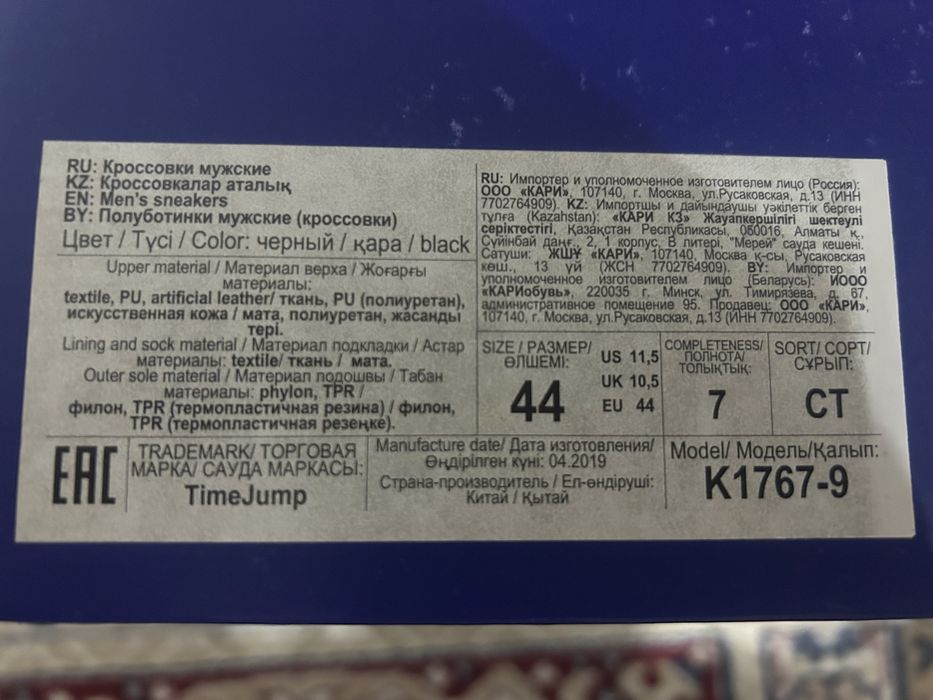 RU: Кроссовки мужские
KZ: Кроссовкалар аталық
EN: Men's sneakers
BY: Полуботинки мужские (кроссовки)
Цвет / Түсі / Color: черный / қара / black
Upper material / Материал верха / Жоғарғы
материалы:
textile, PU, artificial leather/ ткань, PU (полиуретан),
искусственная кожа / мата, полиуретан, жасанды
тері.
Lining and sock material / Материал подкладки / Астар
материалы: textile/ ткань / мата.
Outer sole material / Материал подошвы / Табан
материалы: phylon, TPR /
филон, TPR (термопластичная резина) / филон,
TPR (термопластичная резеңке).
RU: Импортер и уполномоченное изготовителем лицо (Россия):
ООО «КАРИ», 107140, г. Москва, ул.Русаковская, д.13 (ИНН
7702764909). KZ: Импортшы и дайындаушы уәкілеттік берген
тұлға (Kazahstan): «КАРИ КЗ» Жауапкершілігі шектеулі
серіктестігі, Қазақстан Республикасы, 050016, Алматы қ.,
Сүйінбай даңғ., 2, 1 корпус, В литері, "Мерей" сауда кешені.
Сатушы: ЖШҰ «КАРИ», 107140, Москва қ-сы, Русаковская
көш., 13 үй (ЖСН 7702764909). BY: Импортер и
уполномоченное изготовителем лицо (Беларусь): ИООО
«КАРИобувь», 220035 г. Минск, ул. Тимирязева, д. 67,
административное помещение 95. Продавец: ООО «КАРИ»,
107140, г. Москва, ул.Русаковская, д.13 (ИНН 7702764909).
SIZE / РАЗМЕР/
ӨЛШЕМІ:
44
US 11,5
UK 10,5
EU 44
COMPLETENESS/
ПОЛНОТА/
ТОЛЫҚТЫҚ:
7
SORT/ СОРТ/
СҰРЫП:
СТ
EAC
TRADEMARK/ ТОРГОВАЯ
МАРКА/ САУДА МАРКАСЫ:
TimeJump
Manufacture date/ Дата изготовления/
Өңдірілген күні: 04.2019
Страна-производитель / Ел-өндіруші:
Китай / Қытай
Model/ Модель/Қалып:
K1767-9